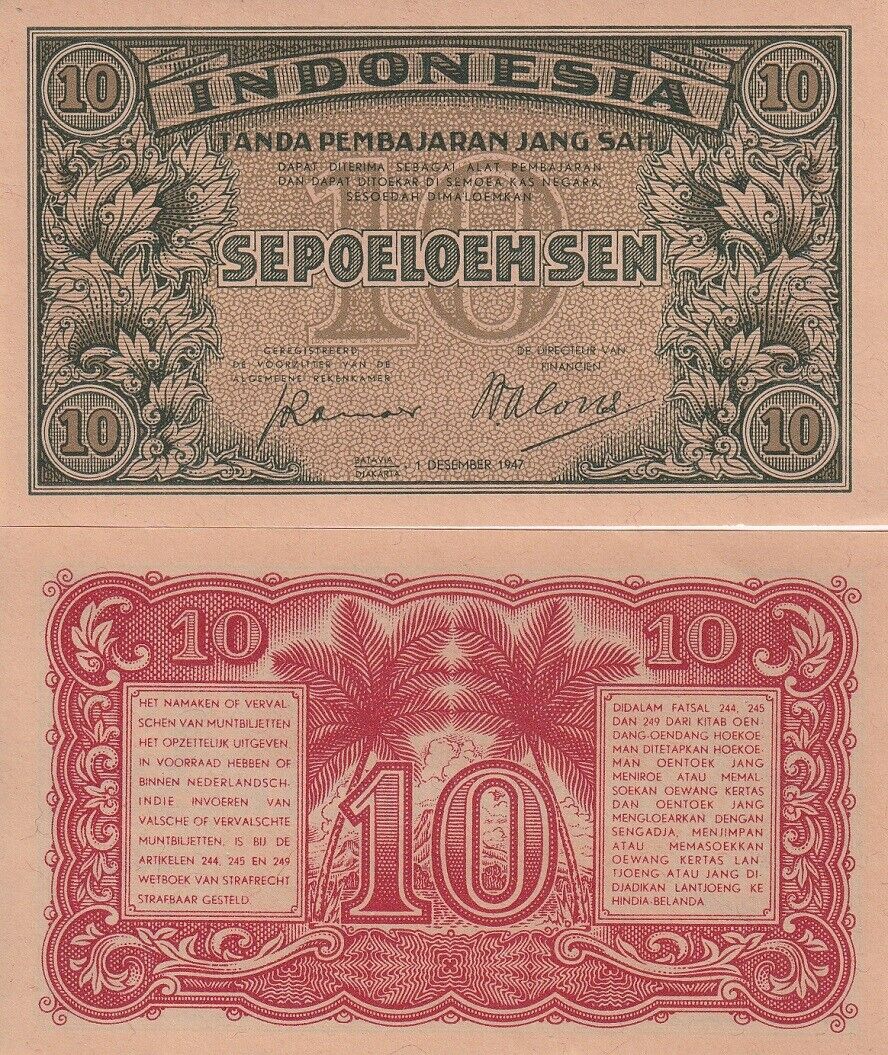 10
10
INDONESIA
TANDA PEMBAJARAN JANG SAH
DAPAT DITERIMA SEBAGAI ALAT PEMBAJARAN
DAN DAPAT DITOEKAR DI SEMOEA KAS NEGARA
SESOEDAH DIMALOEMKAN
10
SEPOELOEH SEN
GEREGISTREERD
DE VOORZITTER VAN DE
ALGEMEENE REKENKAMER
DE DIRECTEUR VAN
FINANCIËN
10
10
BATAVIA
DJAKARTA 1 DESEMBER 1947
10
10
HET NAMAKEN OF VERVAL-
SCHEN VAN MUNTBILJETTEN
HET OPZETTELIJK UITGEVEN,
IN VOORRAAD HEBBEN OF
BINNEN NEDERLANDSCH-
INDIE INVOEREN VAN
VALSCHE OF VERVALSCHTE
MUNTBILJETTEN, IS BIJ DE
ARTIKELEN 244, 245 EN 249
WETBOEK VAN STRAFRECHT
STRAFBAAR GESTELD.
10
DIDALAM FATSAL 244, 245
DAN 249 DARI KITAB OEN-
DANG-OENDANG HOEKOE-
MAN DITETAPKAN HOEKOE-
MAN OENTOEK JANG
MENIROE ATAU MEMAL-
SOEKAN OEWANG KERTAS
DAN OENTOEK JANG
MENGLOEARKAN DENGAN
SENGADJA, MENJIMPAN
ATAU MEMASOEKKAN
OEWANG KERTAS LAN-
TJOENG ATAU JANG DI-
DJADIKAN LANTJOENG KE
HINDIA-BELANDA